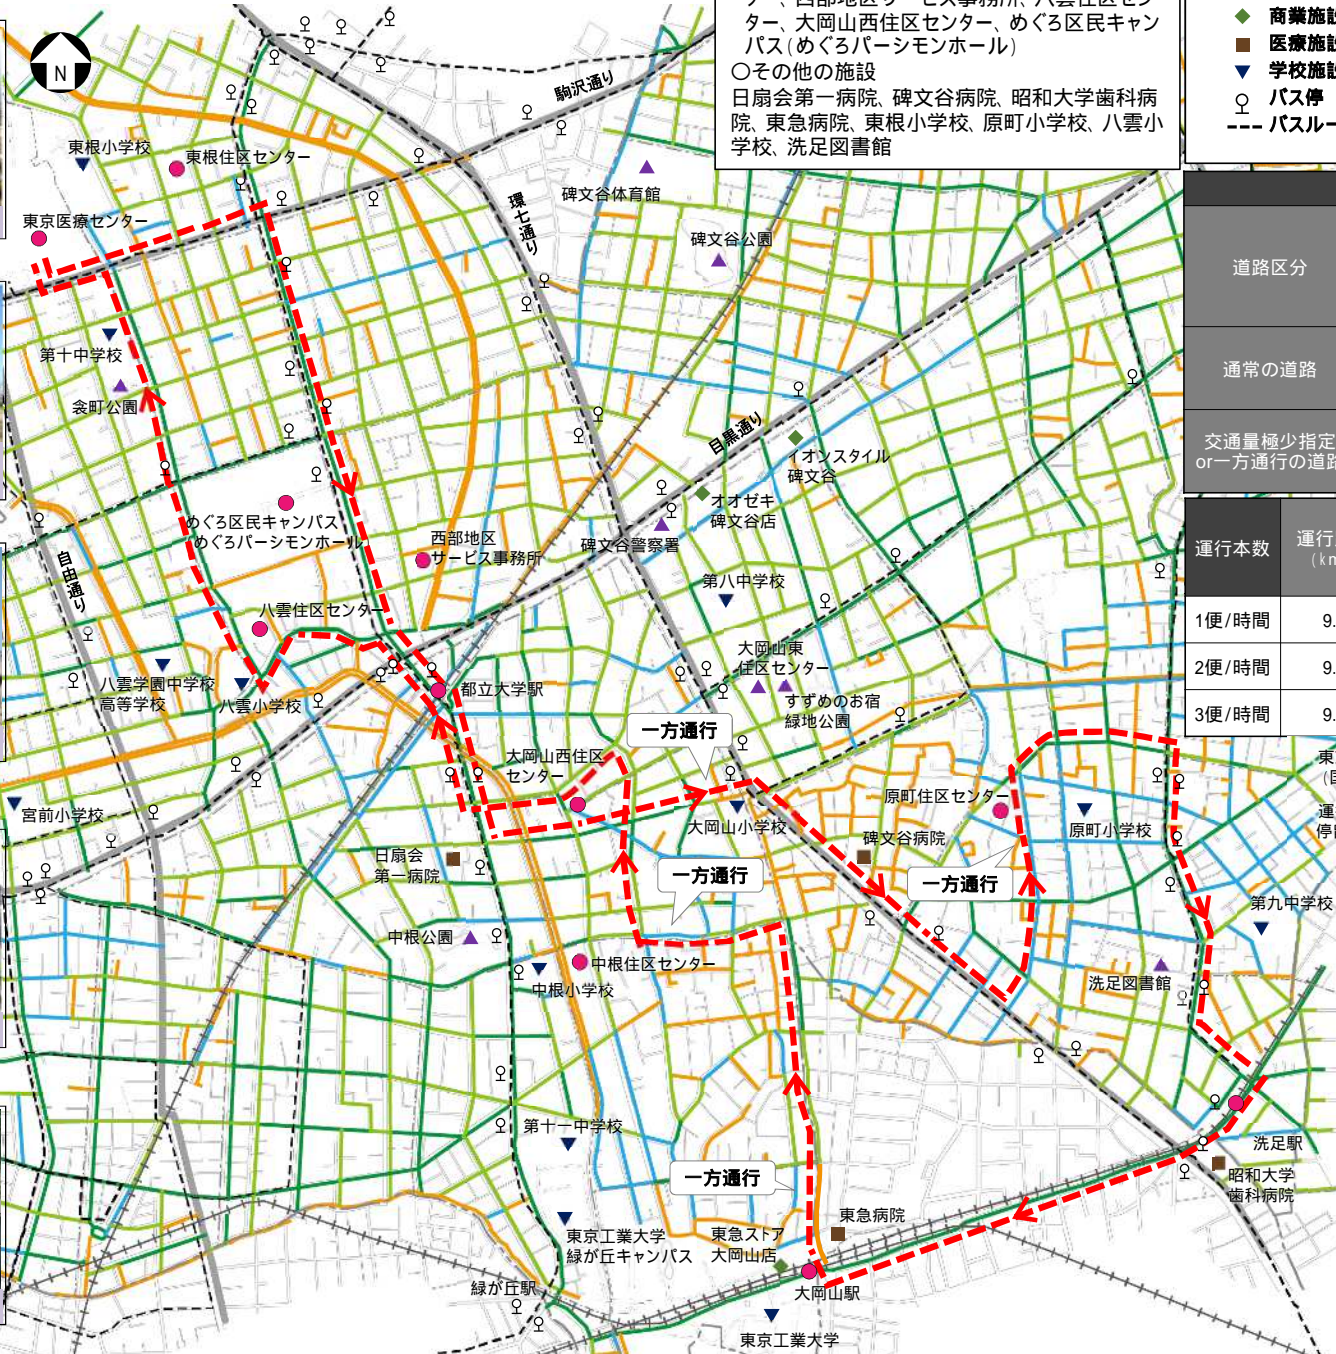 ター、大岡山西住区センター、めぐろ区民キャン
パス(めぐろパーシモンホール)
○その他の施設
日扇会第一病院、碑文谷病院、昭和大学歯科病
院、東急病院、東根小学校、原町小学校、八雲小
学校、洗足図書館
商業施設
医療施設
学校施設
バス停
バスルー
道路区分
通常の道路
交通量極少指定
or一方通行の道路
運行本数
運行
(km
1便/時間
9.
2便/時間
9.
3便/時間
9.
N
駒沢通り
東根小学校
東根住区センター
碑文谷体育館
環七通り
東京医療センター
碑文谷公園
第十中学校
衾町公園
目黒通り
イオンスタイル
碑文谷
オオゼキ
碑文谷店
めぐろ区民キャンパス
めぐろパーシモンホール
西部地区
サービス事務所
碑文谷警察署
自由通り
第八中学校
八雲住区センター
大岡山東
住区センター
八雲学園中学校
高等学校
八雲小学校
都立大学駅
すずめのお宿
緑地公園
一方通行
大岡山西住区
センター
宮前小学校
大岡山小学校
原町住区センター
原町小学校
碑文谷病院
日扇会
第一病院
一方通行
一方通行
第九中学校
中根公園
中根住区センター
中根小学校
洗足図書館
第十一中学校
洗足駅
昭和大学
歯科病院
一方通行
東京工業大学
緑が丘キャンパス
東急ストア
大岡山店
東急病院
緑が丘駅
大岡山駅
東京工業大学